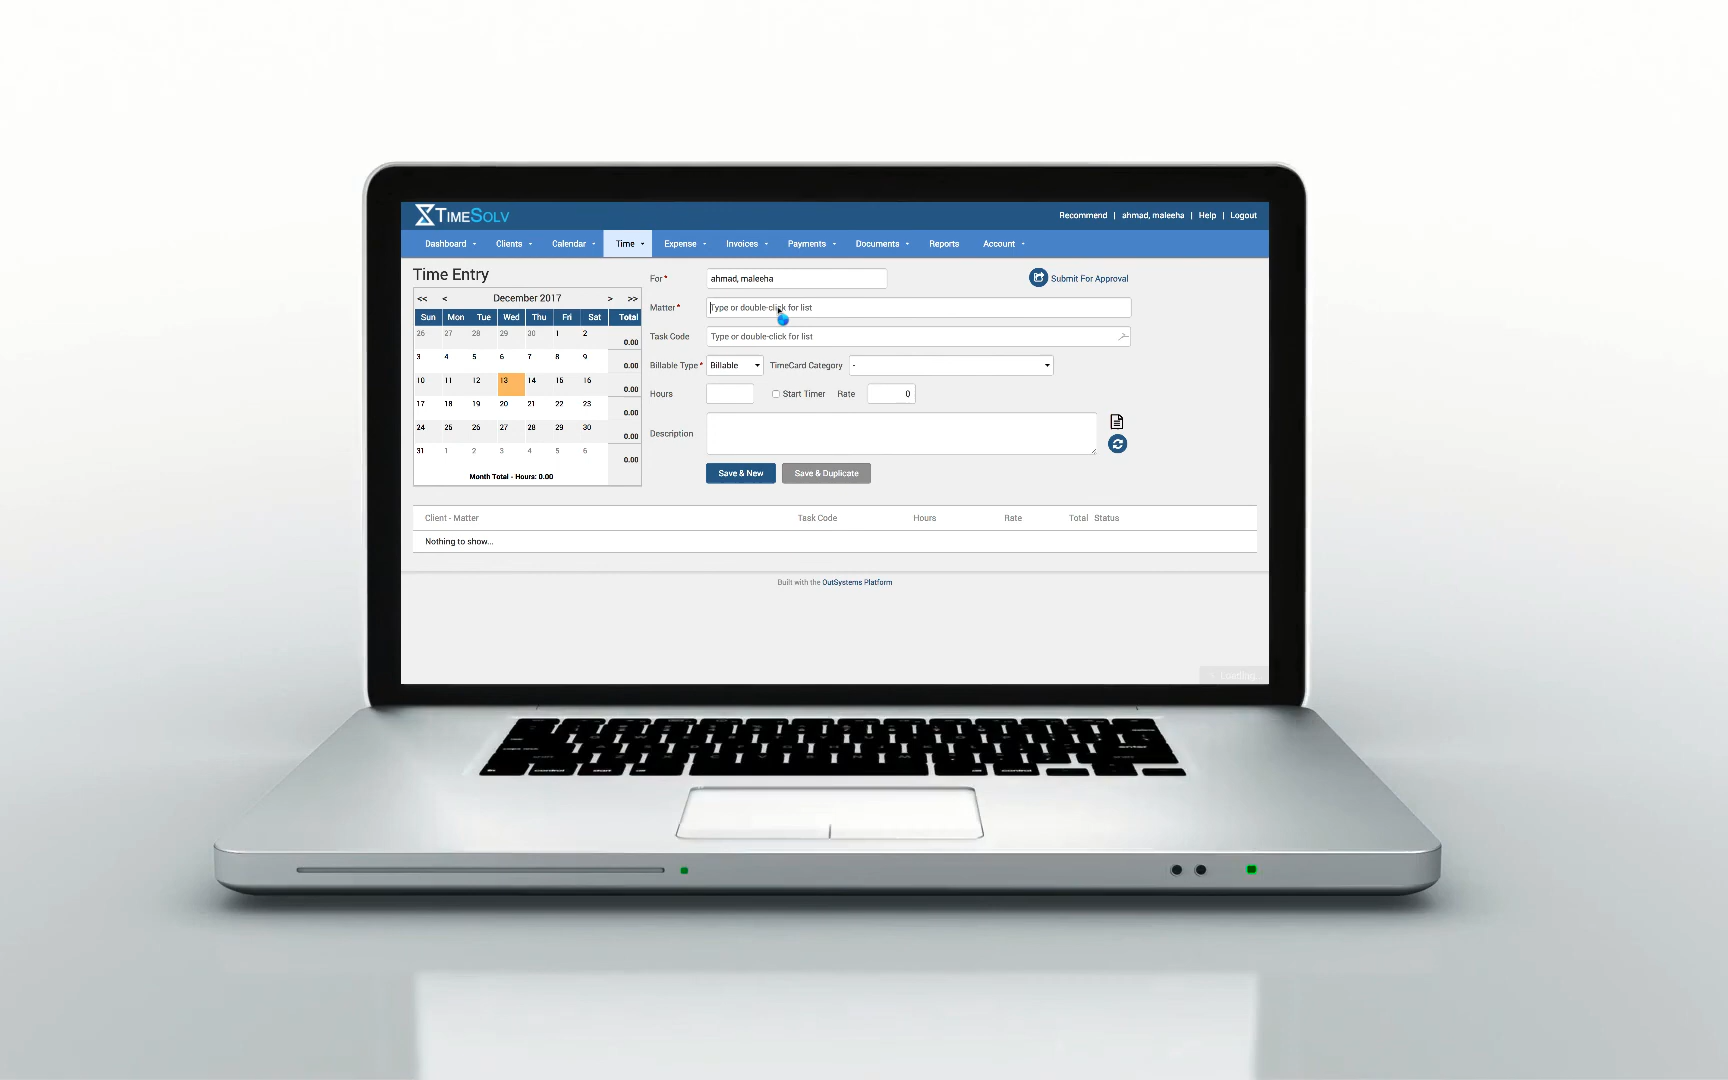 TIMESOLV
Recommend | ahmad, maleeha | Help | Logout
Dashboard Clients Calendar Time Expense Invoices Payments Documents Reports Account
Time Entry
<< < December 2017 > >>
Sun Mon Tue Wed Thu Fri Sat Total
26 27 28 29 30 1 2 0.00
3 4 5 6 7 8 9 0.00
10 11 12 13 14 15 16 0.00
17 18 19 20 21 22 23 0.00
24 25 26 27 28 29 30 0.00
31 1 2 3 4 5 6 0.00
Month Total - Hours: 0.00
For* ahmad, maleeha
Submit For Approval
Matter* Type or double-click for list
Task Code Type or double-click for list
Billable Type* Billable TimeCard Category -
Hours Start Timer Rate 0
Description
Save & New Save & Duplicate
Client - Matter Task Code Hours Rate Total Status
Nothing to show...
Built with the OutSystems Platform
Loading...
enter
control control